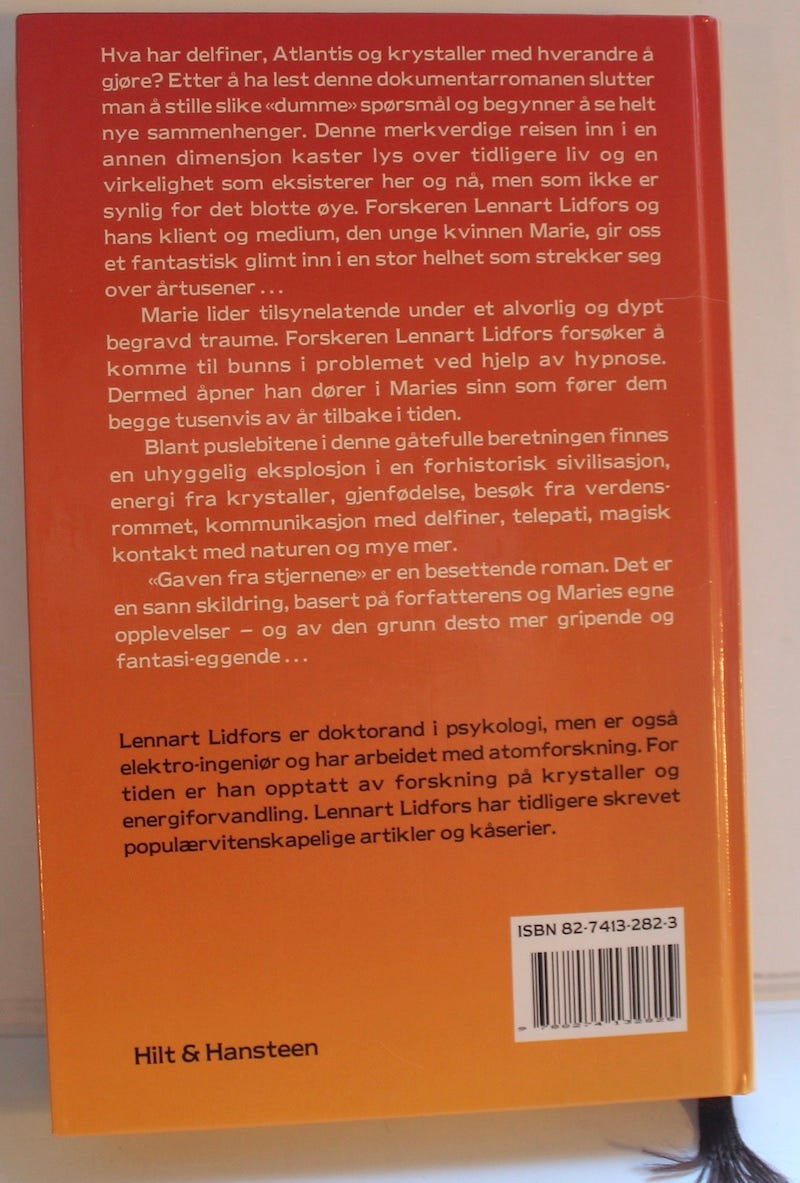 Hva har delfiner, Atlantis og krystaller med hverandre å
gjøre? Etter å ha lest denne dokumentarromanen slutter
man å stille slike «dumme» spørsmål og begynner å se helt
nye sammenhenger. Denne merkverdige reisen inn i en
annen dimensjon kaster lys over tidligere liv og en
virkelighet som eksisterer her og nå, men som ikke er
synlig for det blotte øye. Forskeren Lennart Lidfors og
hans klient og medium, den unge kvinnen Marie, gir oss
et fantastisk glimt inn i en stor helhet som strekker seg
over årtusener ...
Marie lider tilsynelatende under et alvorlig og dypt
begravd traume. Forskeren Lennart Lidfors forsøker å
komme til bunns i problemet ved hjelp av hypnose.
Dermed åpner han dører i Maries sinn som fører dem
begge tusenvis av år tilbake i tiden.
Blant puslebitene i denne gåtefulle beretningen finnes
en uhyggelig eksplosjon i en forhistorisk sivilisasjon,
energi fra krystaller, gjenfødelse, besøk fra verdens-
rommet, kommunikasjon med delfiner, telepati, magisk
kontakt med naturen og mye mer.
«Gaven fra stjernene» er en besettende roman. Det er
en sann skildring, basert på forfatterens og Maries egne
opplevelser – og av den grunn desto mer gripende og
fantasi-eggende ...
Lennart Lidfors er doktorand i psykologi, men er også
elektro-ingeniør og har arbeidet med atomforskning. For
tiden er han opptatt av forskning på krystaller og
energiforvandling. Lennart Lidfors har tidligere skrevet
populærvitenskapelige artikler og kåserier.
ISBN 82-7413-282-3
9 788274 132826
Hilt & Hansteen